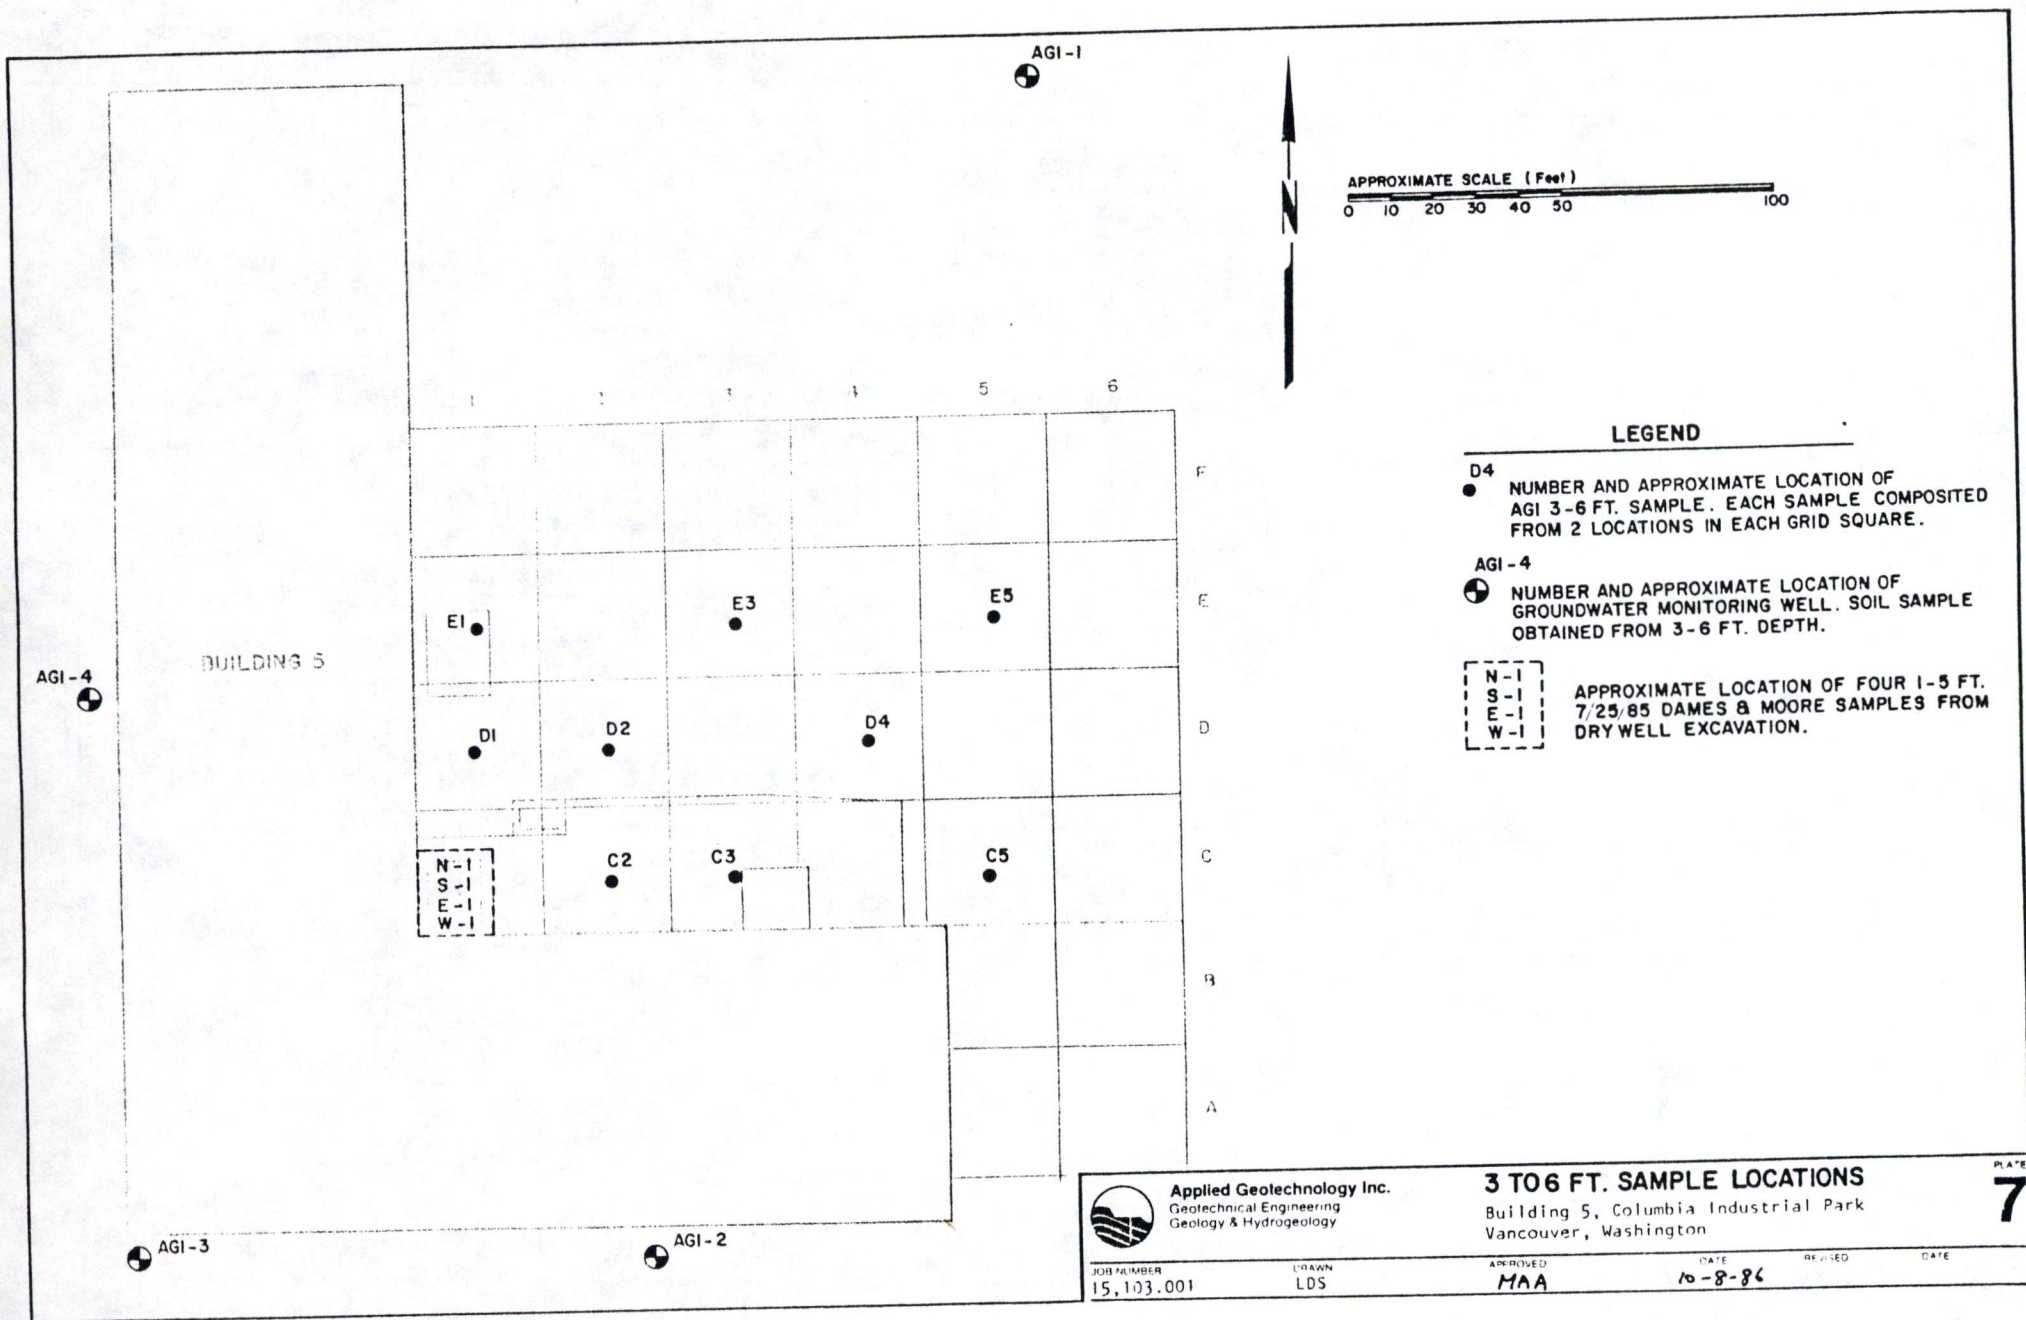 AGI-1
N
APPROXIMATE SCALE (Feet)
0 10 20 30 40 50 100
1 2 3 4 5 6
F
E
D
C
B
A
E1
E3
E5
BUILDING 5
AGI-4
D1
D2
D4
C2
C3
C5
N-1
S-1
E-1
W-1
AGI-3
AGI-2
LEGEND
D4
NUMBER AND APPROXIMATE LOCATION OF
AGI 3-6 FT. SAMPLE. EACH SAMPLE COMPOSITED
FROM 2 LOCATIONS IN EACH GRID SQUARE.
AGI-4
NUMBER AND APPROXIMATE LOCATION OF
GROUNDWATER MONITORING WELL. SOIL SAMPLE
OBTAINED FROM 3-6 FT. DEPTH.
N-1
S-1
E-1
W-1
APPROXIMATE LOCATION OF FOUR 1-5 FT.
7/25/85 DAMES & MOORE SAMPLES FROM
DRY WELL EXCAVATION.
Applied Geotechnology Inc.
Geotechnical Engineering
Geology & Hydrogeology
3 TO 6 FT. SAMPLE LOCATIONS
Building 5, Columbia Industrial Park
Vancouver, Washington
PLATE
7
JOB NUMBER
15,103.001
DRAWN
LDS
APPROVED
MAA
DATE
10-8-86
REVISED
DATE